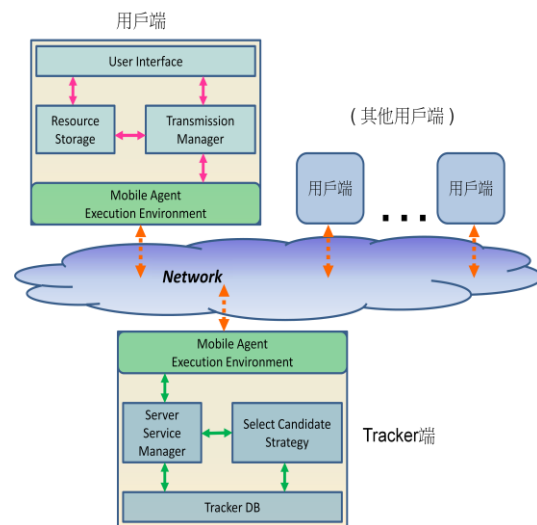 用戶端
User Interface
Resource
Storage
Transmission
Manager
Mobile Agent
Execution Environment
( 其他用戶端 )
用戶端
...
用戶端
Network
Mobile Agent
Execution Environment
Server
Service
Manager
Select Candidate
Strategy
Tracker DB
Tracker端